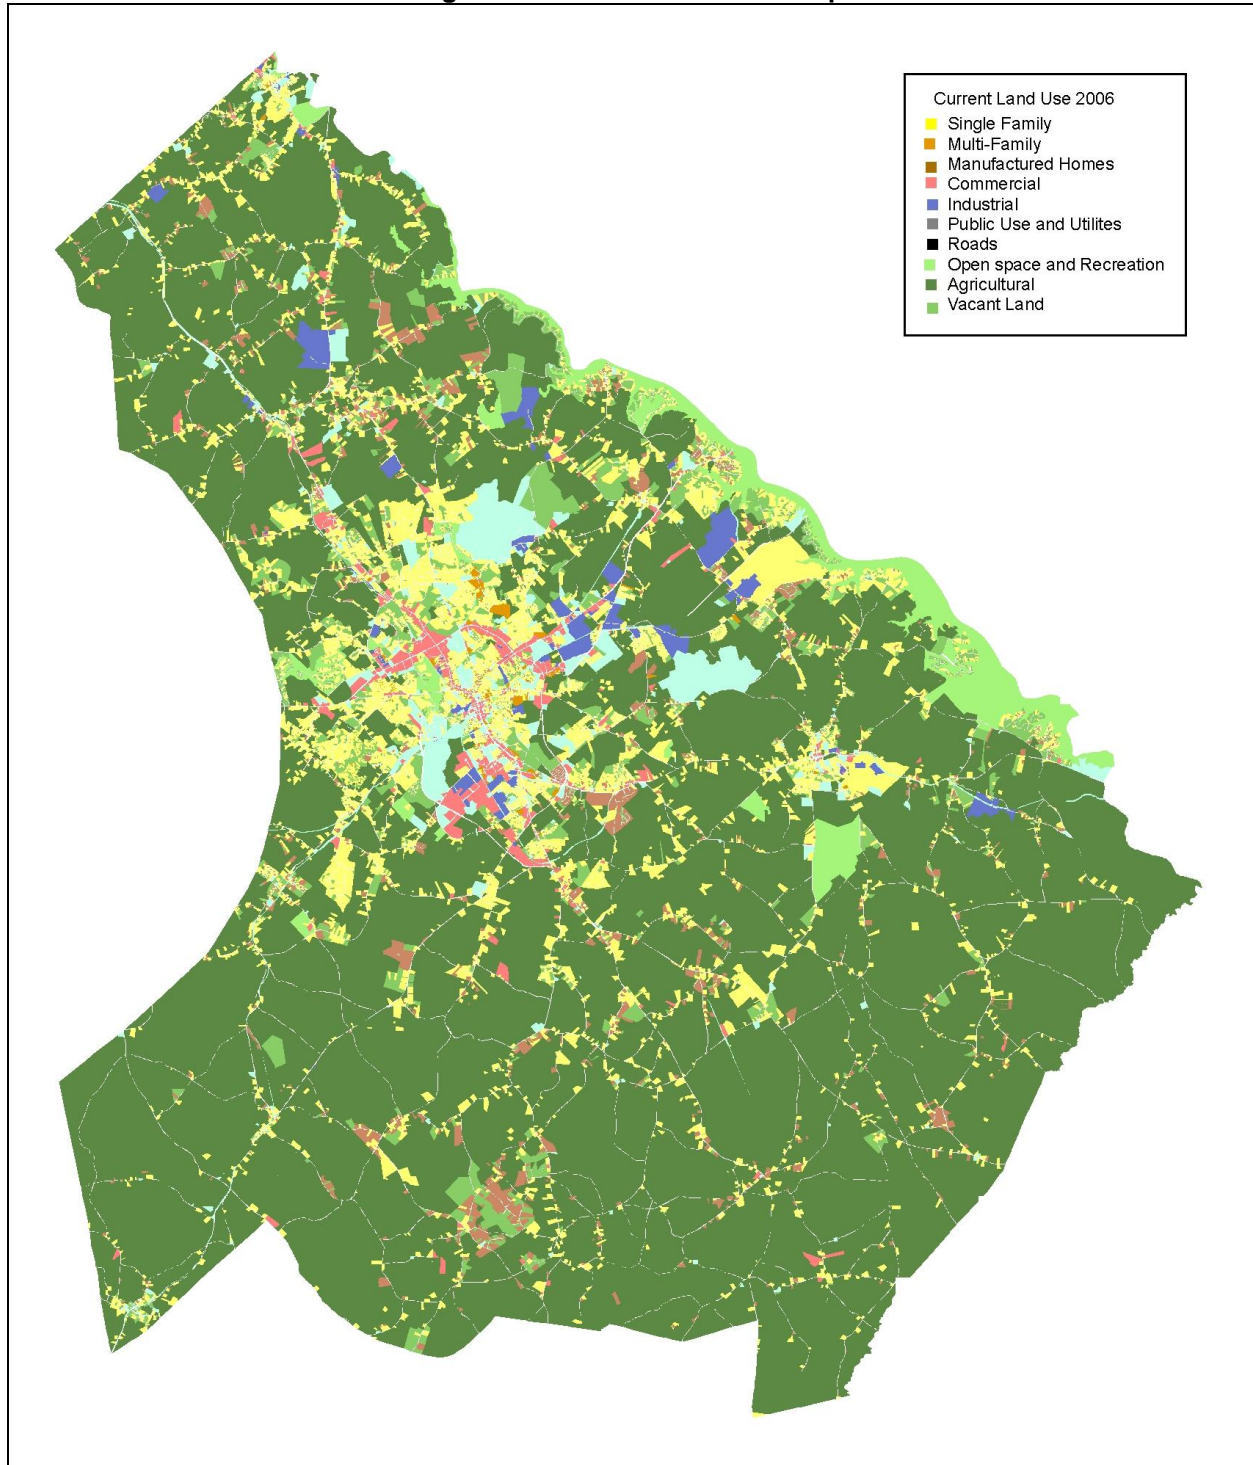 Current Land Use 2006
Single Family
Multi-Family
Manufactured Homes
Commercial
Industrial
Public Use and Utilites
Roads
Open space and Recreation
Agricultural
Vacant Land